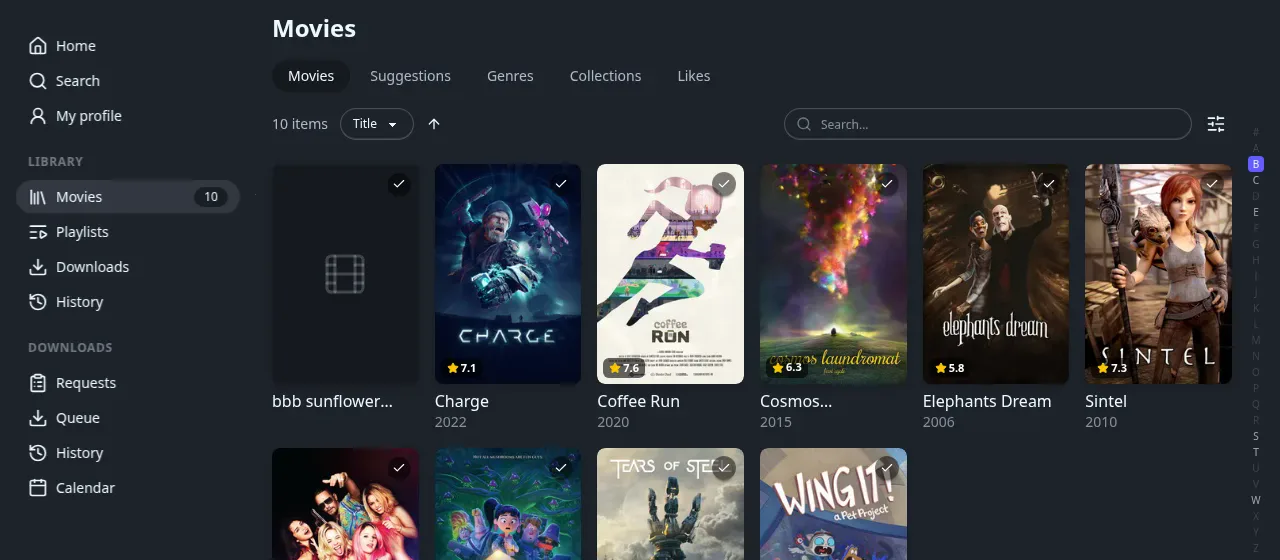 Movies
Home
Search
My profile
LIBRARY
Movies 10
Playlists
Downloads
History
DOWNLOADS
Requests
Queue
History
Calendar
Movies Suggestions Genres Collections Likes
10 items Title Search...
CHARGE
7.1
coffee
RUN
7.6
cosmos laundromat
6.3
elephants dream
5.8
SINTEL
7.3
bbb sunflower...
Charge
2022
Coffee Run
2020
Cosmos...
2015
Elephants Dream
2006
Sintel
2010
TEARS OF STEEL
WING IT!
a Pet Project
#
A
B
C
D
E
F
G
H
I
J
K
L
M
N
O
P
Q
R
S
T
U
V
W
X
Y
Z